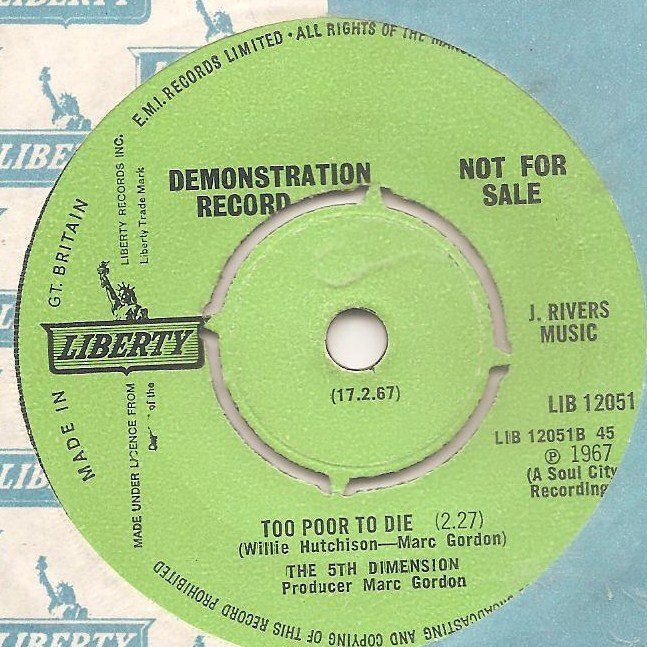 E.M.I. RECORDS LIMITED • ALL RIGHTS OF THE
DEMONSTRATION
RECORD
NOT FOR
SALE
LIBERTY RECORDS INC.
Liberty Trade Mark
GT. BRITAIN
LIBERTY
MADE IN
MADE UNDER LICENCE FROM
of the
J. RIVERS
MUSIC
(17.2.67)
LIB 12051
LIB 12051B 45
℗ 1967
(A Soul City
Recording
TOO POOR TO DIE (2.27)
(Willie Hutchison—Marc Gordon)
THE 5TH DIMENSION
Producer Marc Gordon
BROADCASTING AND COPYING OF THIS RECORD PROHIBITED
LIBERTY